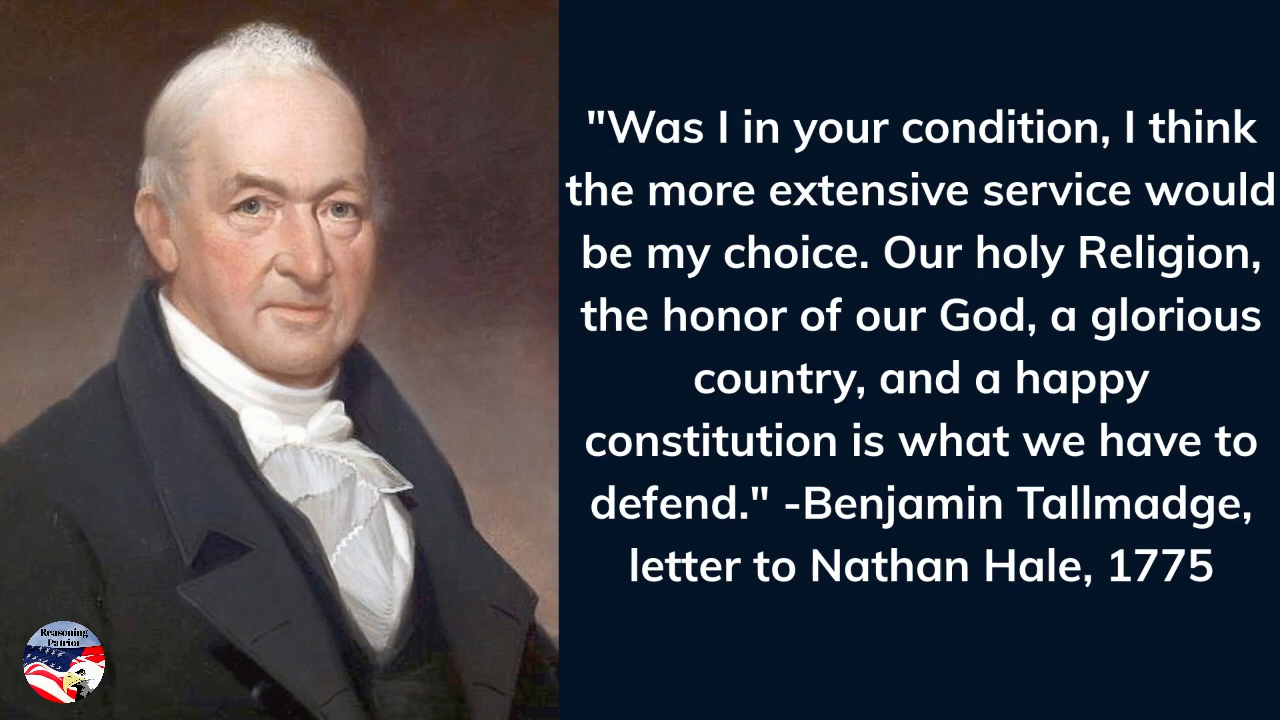 "Was I in your condition, I think
the more extensive service would
be my choice. Our holy Religion,
the honor of our God, a glorious
country, and a happy
constitution is what we have to
defend." -Benjamin Tallmadge,
letter to Nathan Hale, 1775
Reasoning
Patriot